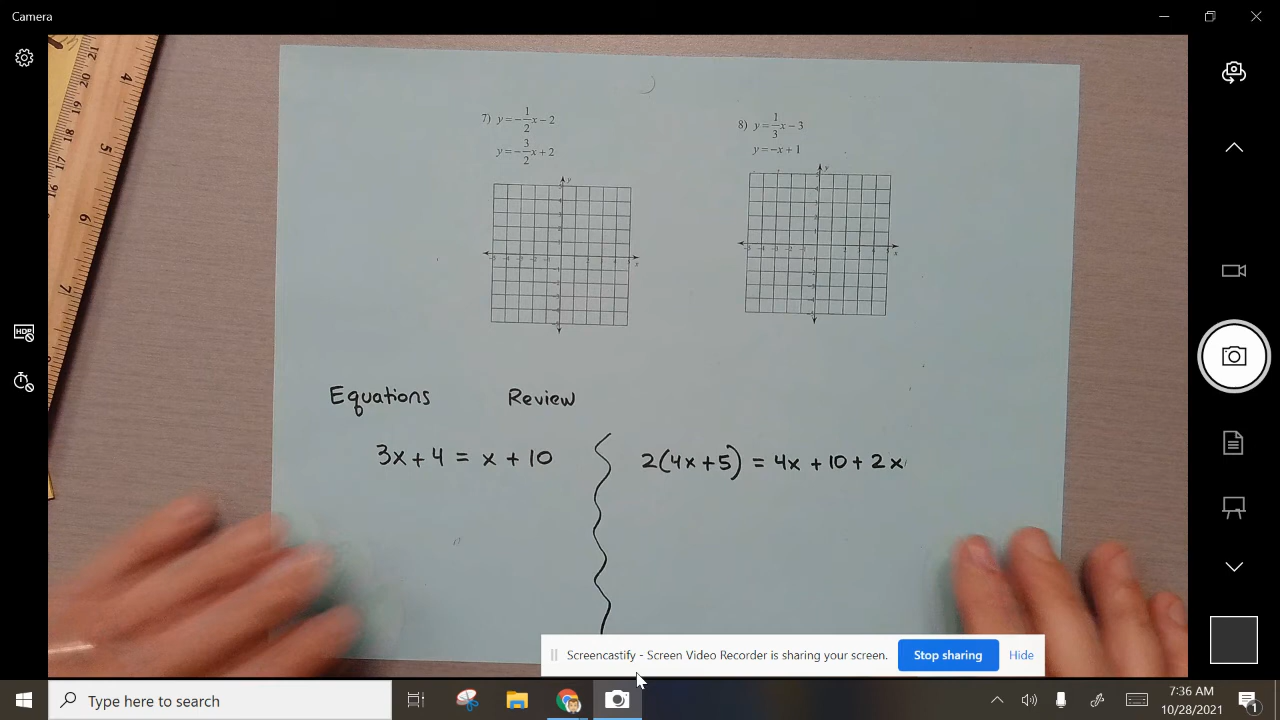 Camera
7) y=-1/2x-2
y=-3/2x+2
8) y=1/3x-3
y=-x+1
Equations Review
3x+4 = x+10
2(4x+5) = 4x+10+2x
Screencastify - Screen Video Recorder is sharing your screen.
Stop sharing
Hide
Type here to search
7:36 AM
10/28/2021